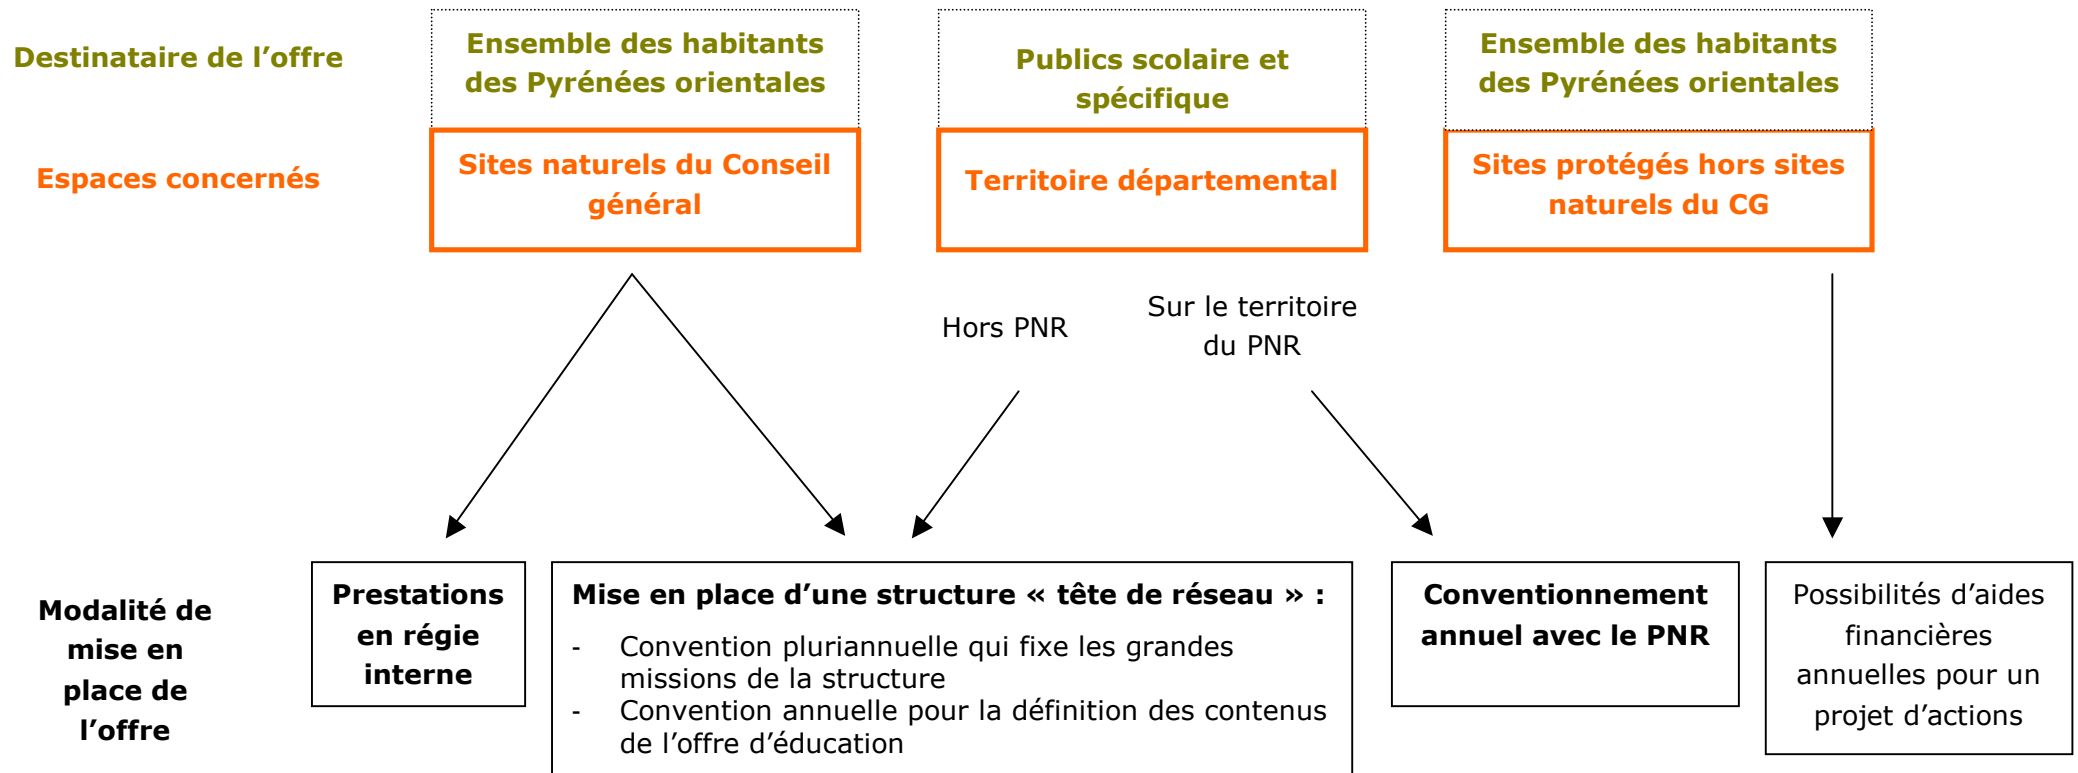 Destinataire de l’offre
Ensemble des habitants
des Pyrénées orientales
Publics scolaire et
spécifique
Ensemble des habitants
des Pyrénées orientales
Espaces concernés
Sites naturels du Conseil
général
Territoire départemental
Sites protégés hors sites
naturels du CG
Hors PNR
Sur le territoire
du PNR
Modalité de
mise en
place de
l’offre
Prestations
en régie
interne
Mise en place d’une structure « tête de réseau » :
- Convention pluriannuelle qui fixe les grandes
missions de la structure
- Convention annuelle pour la définition des contenus
de l’offre d’éducation
Conventionnement
annuel avec le PNR
Possibilités d’aides
financières
annuelles pour un
projet d’actions